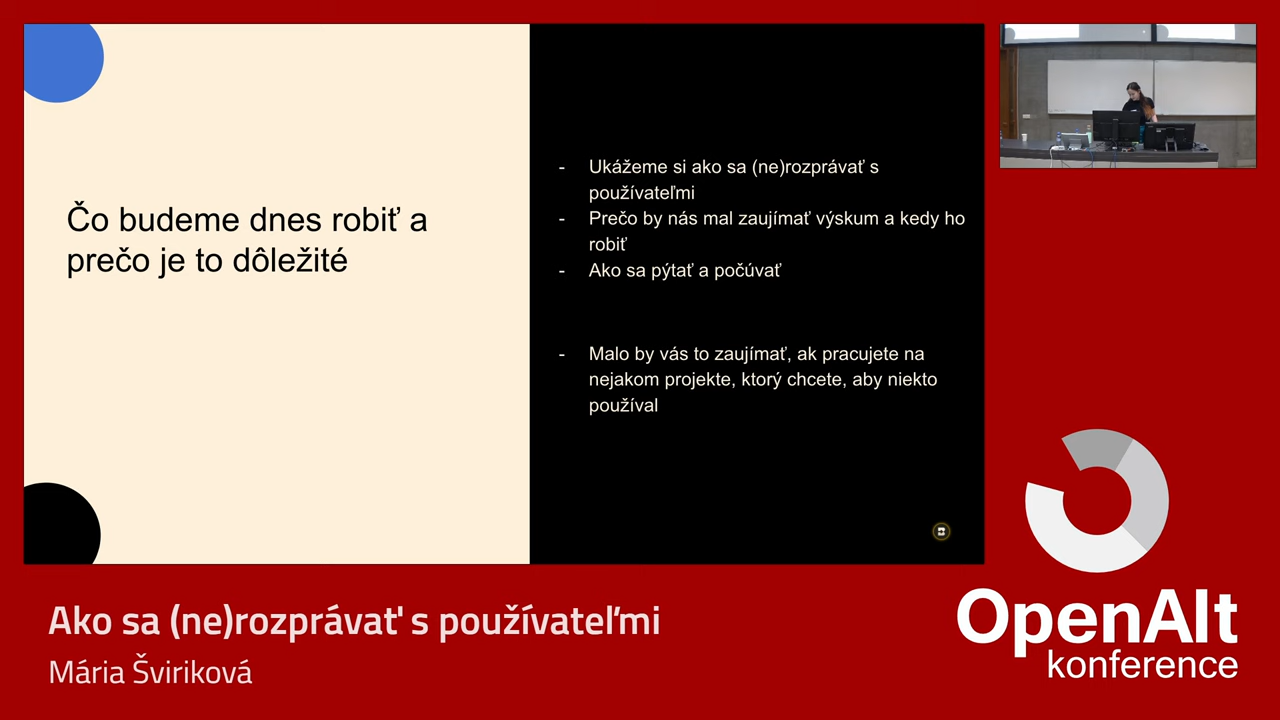 Čo budeme dnes robiť a
prečo je to dôležité
- Ukážeme si ako sa (ne)rozprávať s
používateľmi
- Prečo by nás mal zaujímať výskum a kedy ho
robiť
- Ako sa pýtať a počúvať
- Malo by vás to zaujímať, ak pracujete na
nejakom projekte, ktorý chcete, aby niekto
používal
Ako sa (ne)rozprávať s používateľmi
Mária Šviriková
OpenAlt
konference